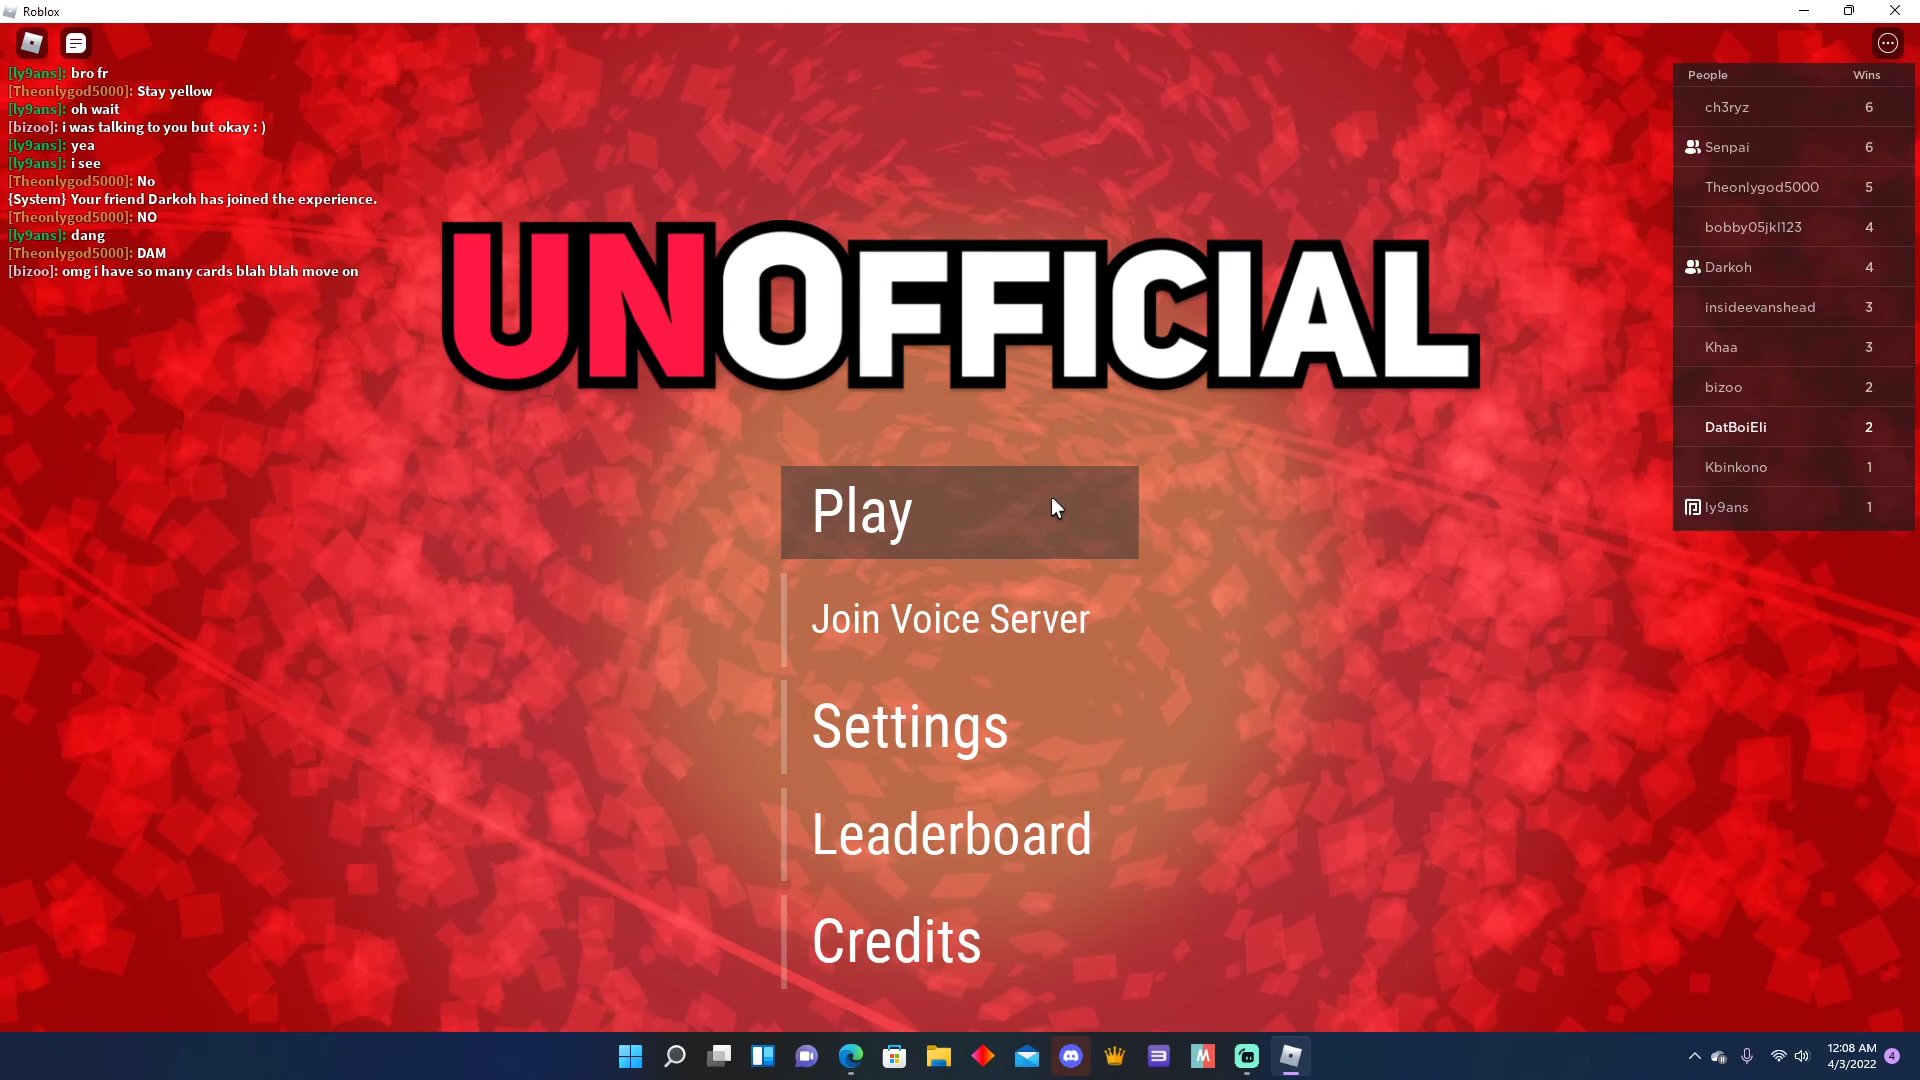 Roblox
[ly9ans]: bro fr
[Theonlygod5000]: Stay yellow
[ly9ans]: oh wait
[bizoo]: i was talking to you but okay : )
[ly9ans]: yea
[ly9ans]: i see
[Theonlygod5000]: No
{System} Your friend Darkoh has joined the experience.
[Theonlygod5000]: NO
[ly9ans]: dang
[Theonlygod5000]: DAM
[bizoo]: omg i have so many cards blah blah move on
People Wins
ch3ryz 6
Senpai 6
Theonlygod5000 5
bobby05jkl123 4
Darkoh 4
insideevanshead 3
Khaa 3
bizoo 2
DatBoiEli 2
Kbinkono 1
ly9ans 1
UNOFFICIAL
Play
Join Voice Server
Settings
Leaderboard
Credits
12:08 AM
4/3/2022
4